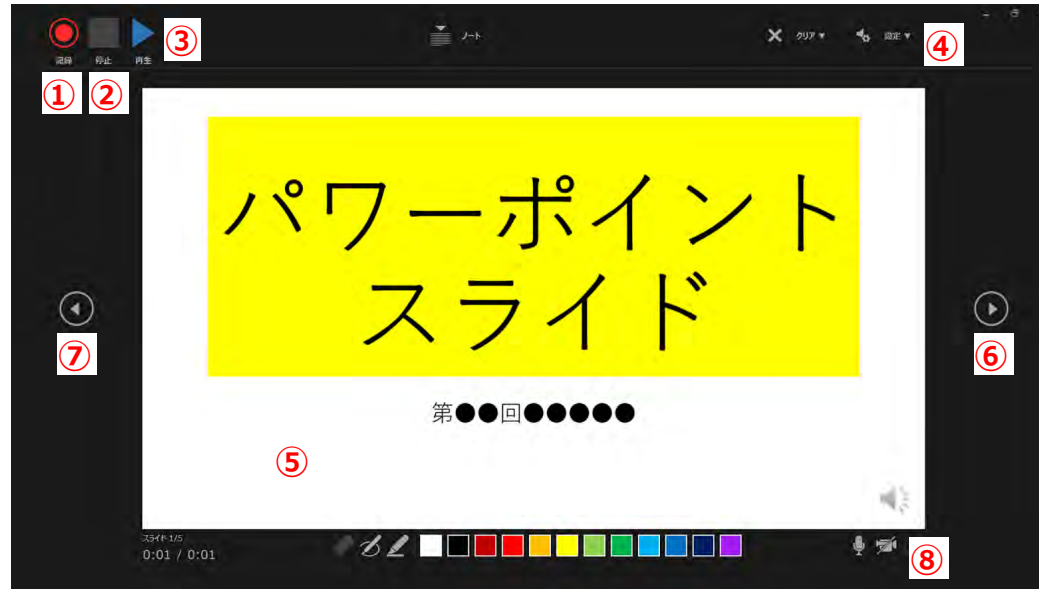 ノート
クリア▼
設定▼
③
④
記録 停止 再生
① ②
パワーポイント
スライド
⑦
⑥
第●●回●●●●●
⑤
スライド 1/5
0:01 / 0:01
⑧